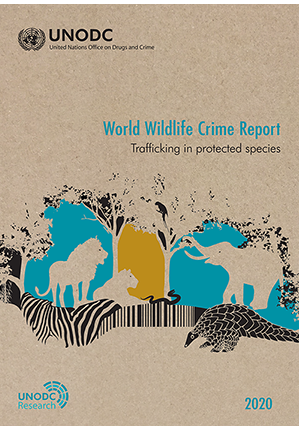 UNODC
United Nations Office on Drugs and Crime
World Wildlife Crime Report
Trafficking in protected species
UNODC
Research
2020